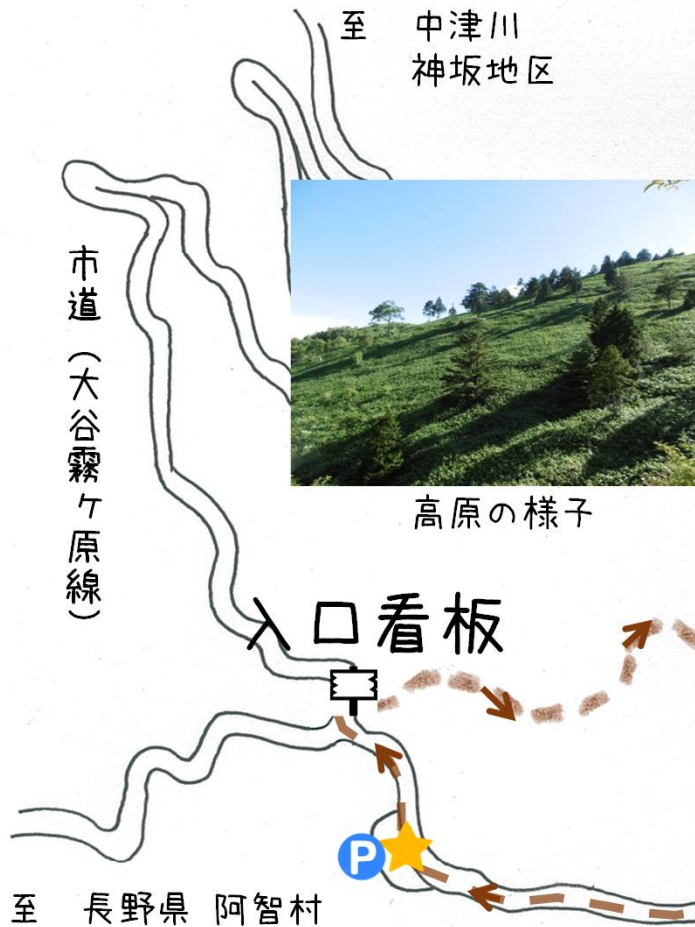 至 中津川
神坂地区
市道（大谷霧ケ原線）
高原の様子
入口看板
P
至 長野県 阿智村